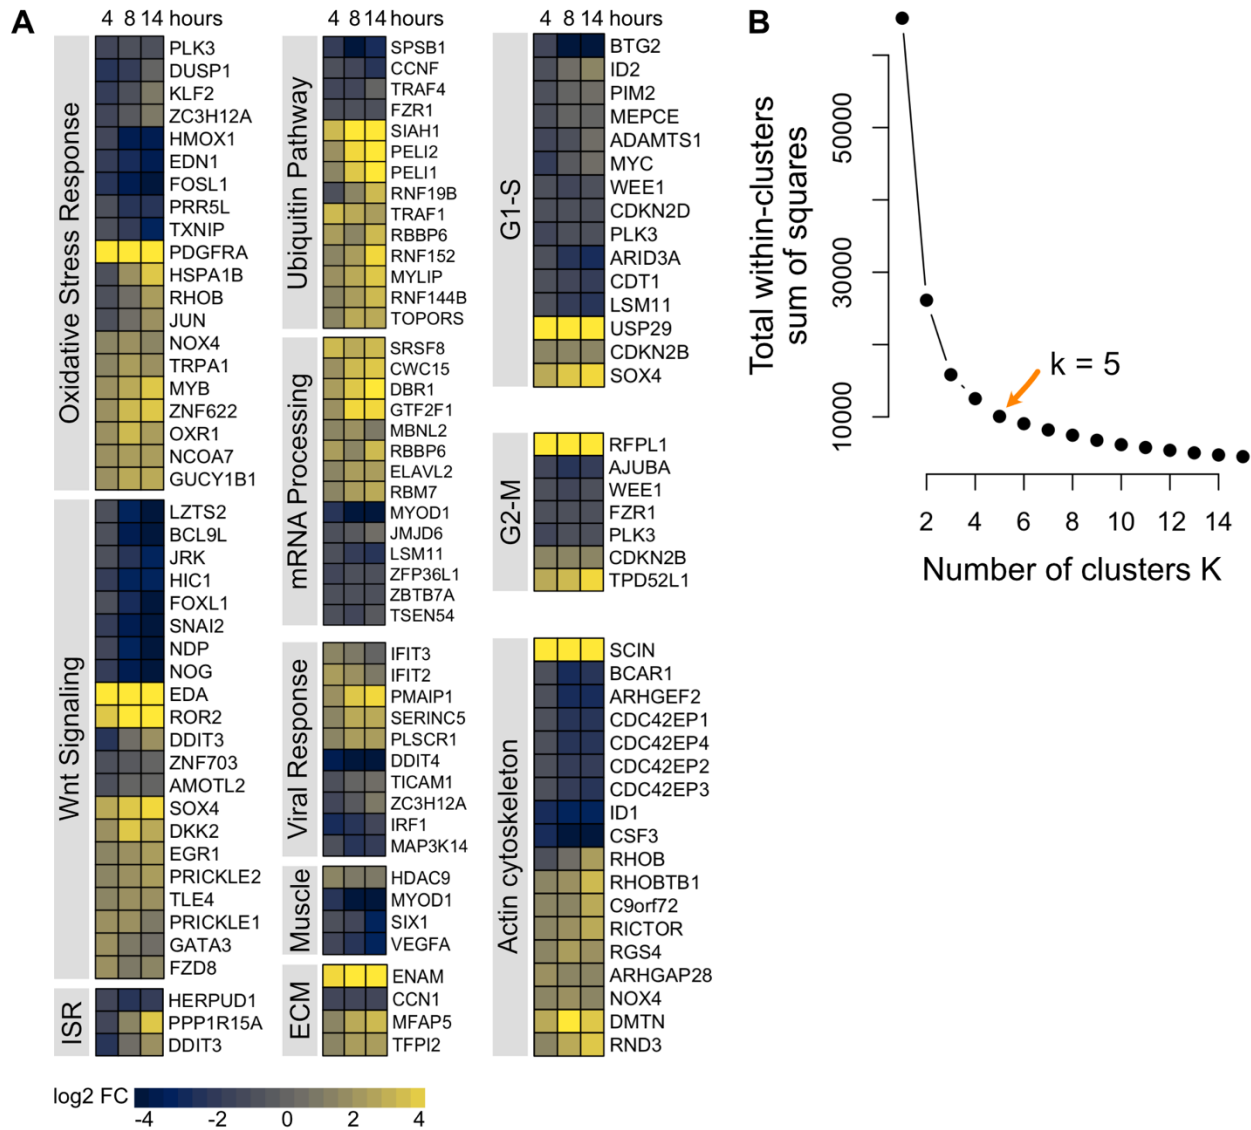 A
4 8 14 hours
Oxidative Stress Response
PLK3
DUSP1
KLF2
ZC3H12A
HMOX1
EDN1
FOSL1
PRR5L
TXNIP
PDGFRA
HSPA1B
RHOB
JUN
NOX4
TRPA1
MYB
ZNF622
OXR1
NCOA7
GUCY1B1
Wnt Signaling
LZTS2
BCL9L
JRK
HIC1
FOXL1
SNAI2
NDP
NOG
EDA
ROR2
DDIT3
ZNF703
AMOTL2
SOX4
DKK2
EGR1
PRICKLE2
TLE4
PRICKLE1
GATA3
FZD8
ISR
HERPUD1
PPP1R15A
DDIT3
4 8 14 hours
Ubiquitin Pathway
SPSB1
CCNF
TRAF4
FZR1
SIAH1
PELI2
PELI1
RNF19B
TRAF1
RBBP6
RNF152
MYLIP
RNF144B
TOPORS
mRNA Processing
SRSF8
CWC15
DBR1
GTF2F1
MBNL2
RBBP6
ELAVL2
RBM7
MYOD1
JMJD6
LSM11
ZFP36L1
ZBTB7A
TSEN54
Viral Response
IFIT3
IFIT2
PMAIP1
SERINC5
PLSCR1
DDIT4
TICAM1
ZC3H12A
IRF1
MAP3K14
Muscle
HDAC9
MYOD1
SIX1
VEGFA
ECM
ENAM
CCN1
MFAP5
TFPI2
4 8 14 hours
G1-S
BTG2
ID2
PIM2
MEPCE
ADAMTS1
MYC
WEE1
CDKN2D
PLK3
ARID3A
CDT1
LSM11
USP29
CDKN2B
SOX4
G2-M
RFPL1
AJUBA
WEE1
FZR1
PLK3
CDKN2B
TPD52L1
Actin cytoskeleton
SCIN
BCAR1
ARHGEF2
CDC42EP1
CDC42EP4
CDC42EP2
CDC42EP3
ID1
CSF3
RHOB
RHOBTB1
C9orf72
RICTOR
RGS4
ARHGAP28
NOX4
DMTN
RND3
log2 FC
-4 -2 0 2 4
B
Total within-clusters
sum of squares
50000
30000
10000
k = 5
2 4 6 8 10 12 14
Number of clusters K